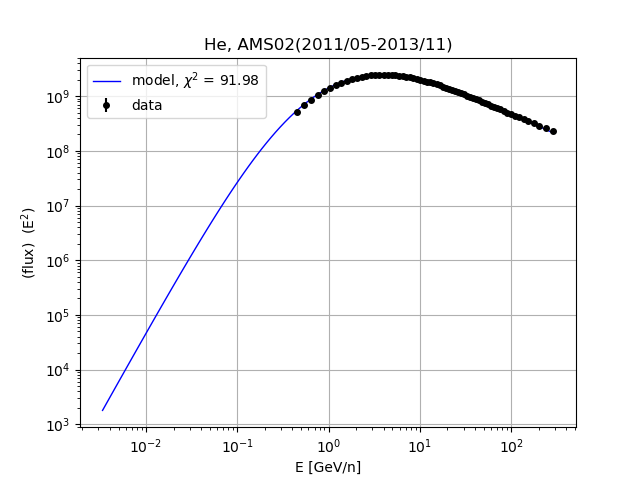 He, AMS02(2011/05-2013/11)
model, χ² = 91.98
data
(flux) (E²)
10⁹
10⁸
10⁷
10⁶
10⁵
10⁴
10³
10⁻² 10⁻¹ 10⁰ 10¹ 10²
E [GeV/n]